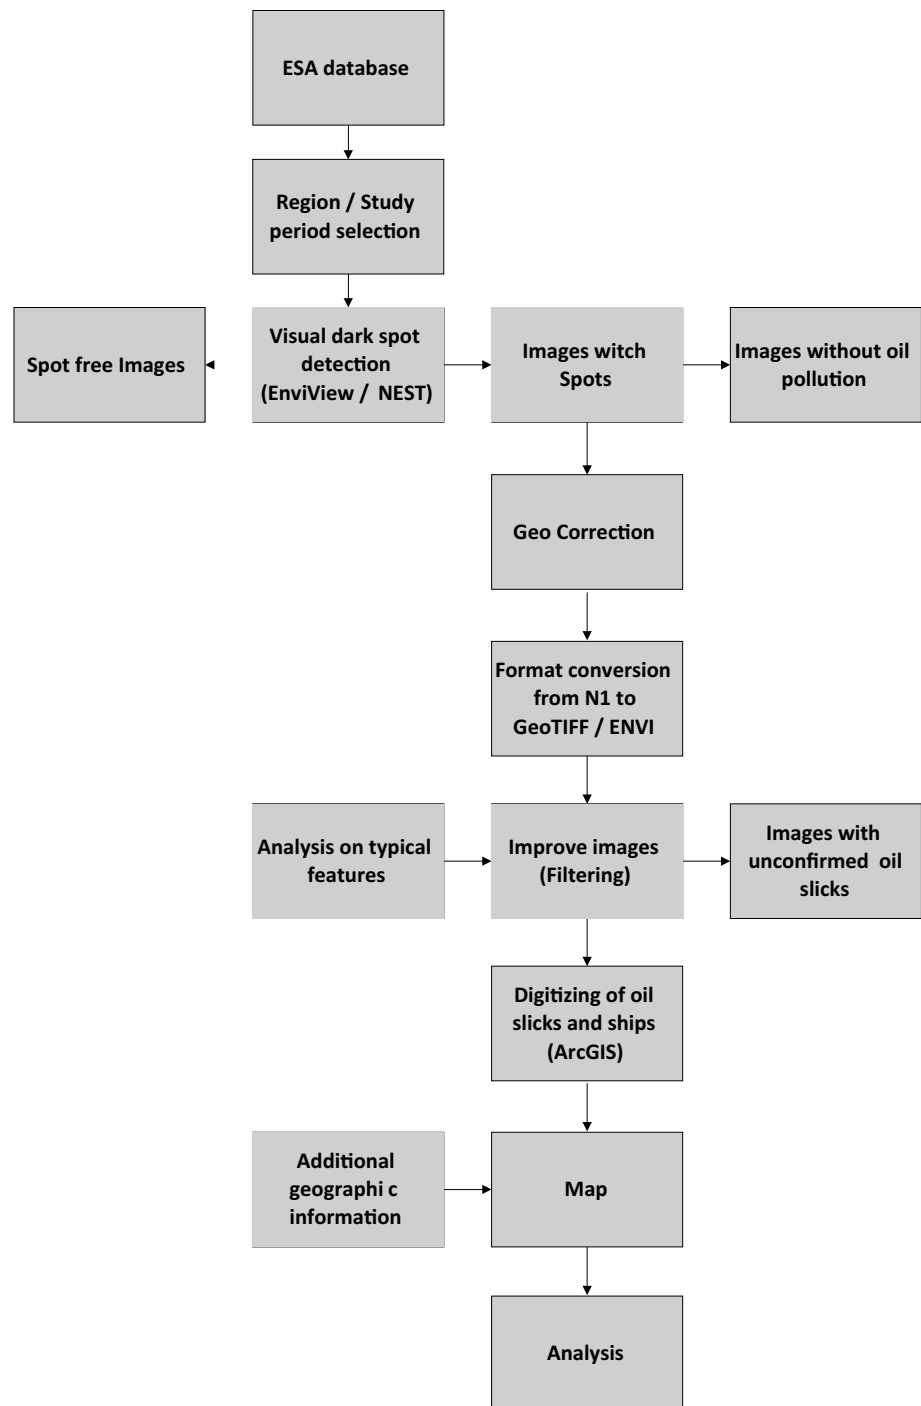 ESA database
Region / Study
period selection
Spot free Images
Visual dark spot
detection
(EnviView / NEST)
Images witch
Spots
Images without oil
pollution
Geo Correction
Format conversion
from N1 to
GeoTIFF / ENVI
Analysis on typical
features
Improve images
(Filtering)
Images with
unconfirmed oil
slicks
Digitizing of oil
slicks and ships
(ArcGIS)
Additional
geographi c
information
Map
Analysis